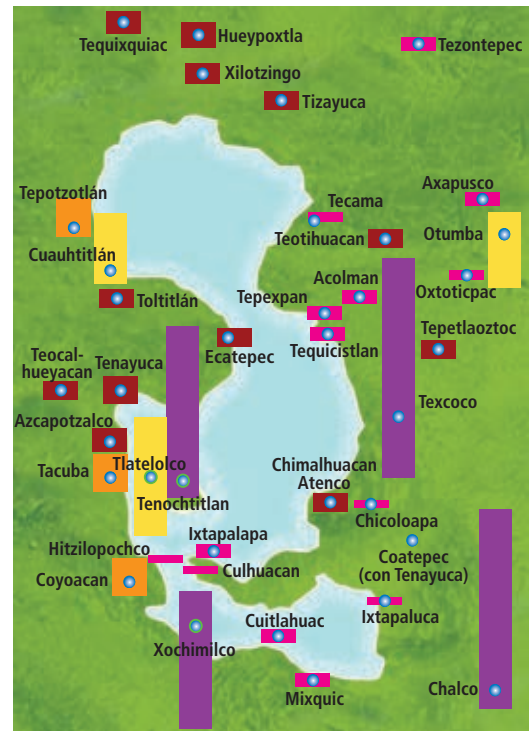 Tequixquiac
Hueypoxtla
Tezontepec
Xilotzingo
Tizayuca
Tepotzotlán
Tecama
Axapusco
Teotihuacan
Otumba
Cuauhtitlán
Acolman
Oxtoticpac
Toltitlán
Tepexpan
Tepetlaoztoc
Ecatepec
Tequicistlan
Teocal-
hueyacan
Tenayuca
Texcoco
Azcapotzalco
Tacuba
Tlatelolco
Chimalhuacan
Atenco
Tenochtitlan
Chicoloapa
Ixtapalapa
Hitzilopochco
Coatepec
(con Tenayuca)
Culhuacan
Coyoacan
Ixtapaluca
Cuitlahuac
Xochimilco
Mixquic
Chalco